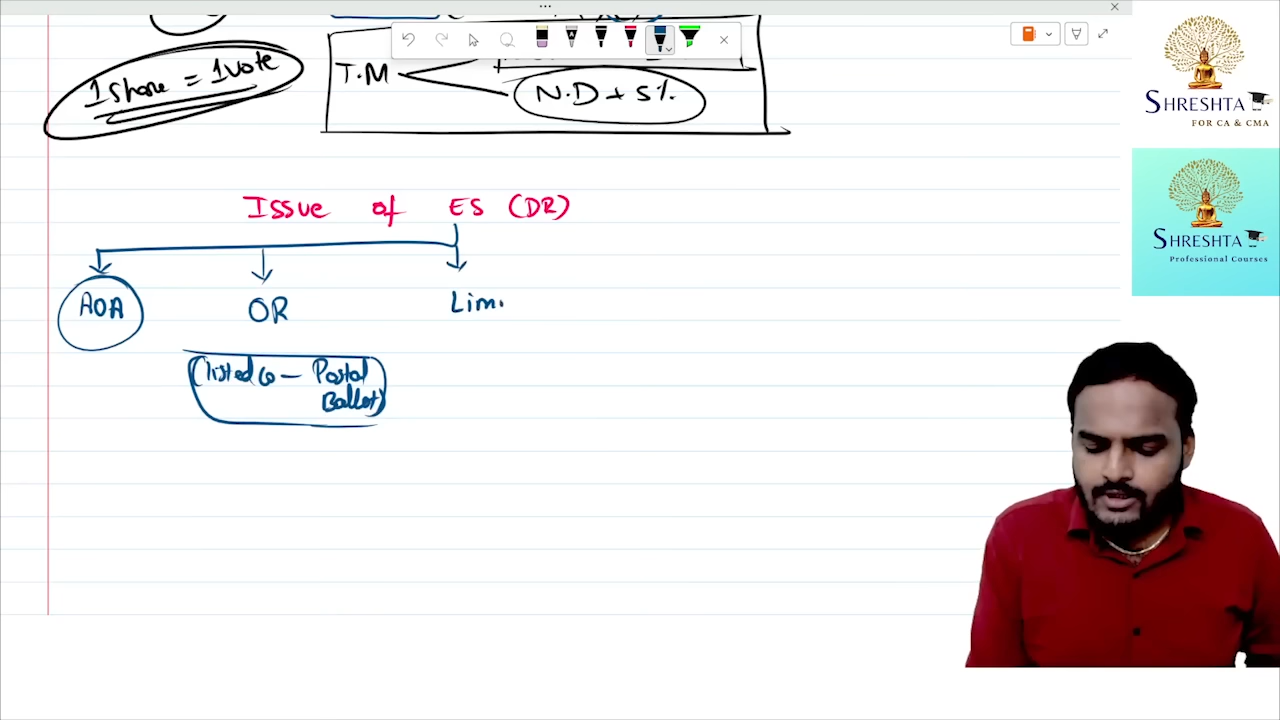 1 Share = 1 Vote
T.M
N.D + 5%.
Issue of ES (DR)
AOA
OR
Lim.
(listed co - Postal
Ballot)
SHRESHTA
FOR CA & CMA
SHRESHTA
Professional Courses